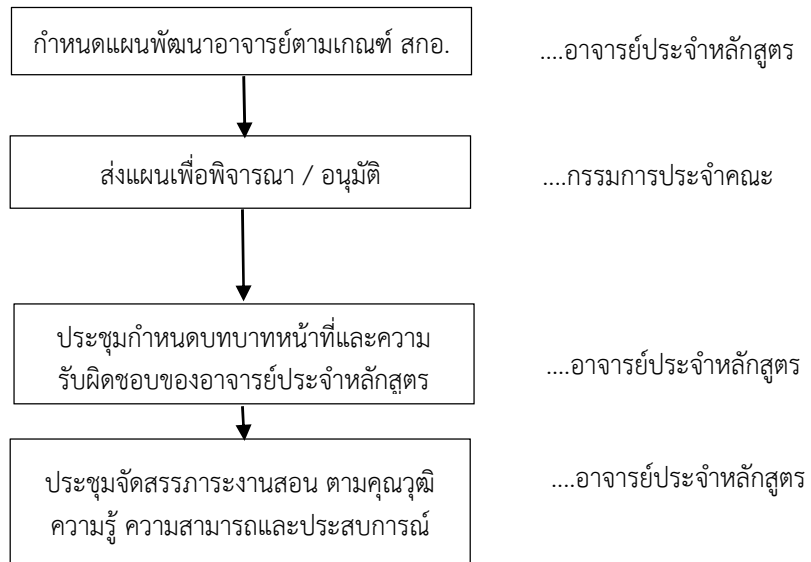 กำหนดแผนพัฒนาอาจารย์ตามเกณฑ์ สกอ.
....อาจารย์ประจำหลักสูตร
ส่งแผนเพื่อพิจารณา / อนุมัติ
....กรรมการประจำคณะ
ประชุมกำหนดบทบาทหน้าที่และความ
รับผิดชอบของอาจารย์ประจำหลักสูตร
....อาจารย์ประจำหลักสูตร
ประชุมจัดสรรภาระงานสอน ตามคุณวุฒิ
ความรู้ ความสามารถและประสบการณ์
....อาจารย์ประจำหลักสูตร